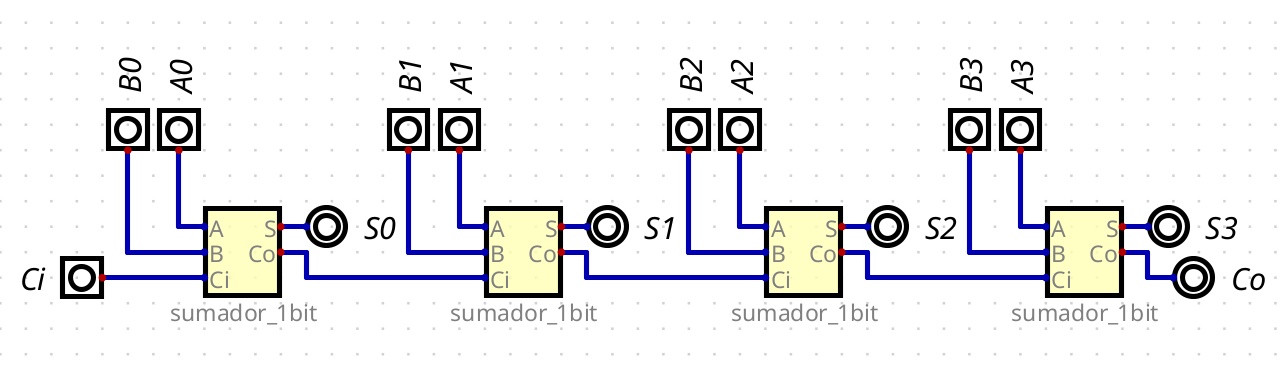 B0 A0 B1 A1 B2 A2 B3 A3
A S S0 A S S1 A S S2 A S S3
B Co B Co B Co B Co
Ci Ci Ci Ci Ci Co
sumador_1bit sumador_1bit sumador_1bit sumador_1bit